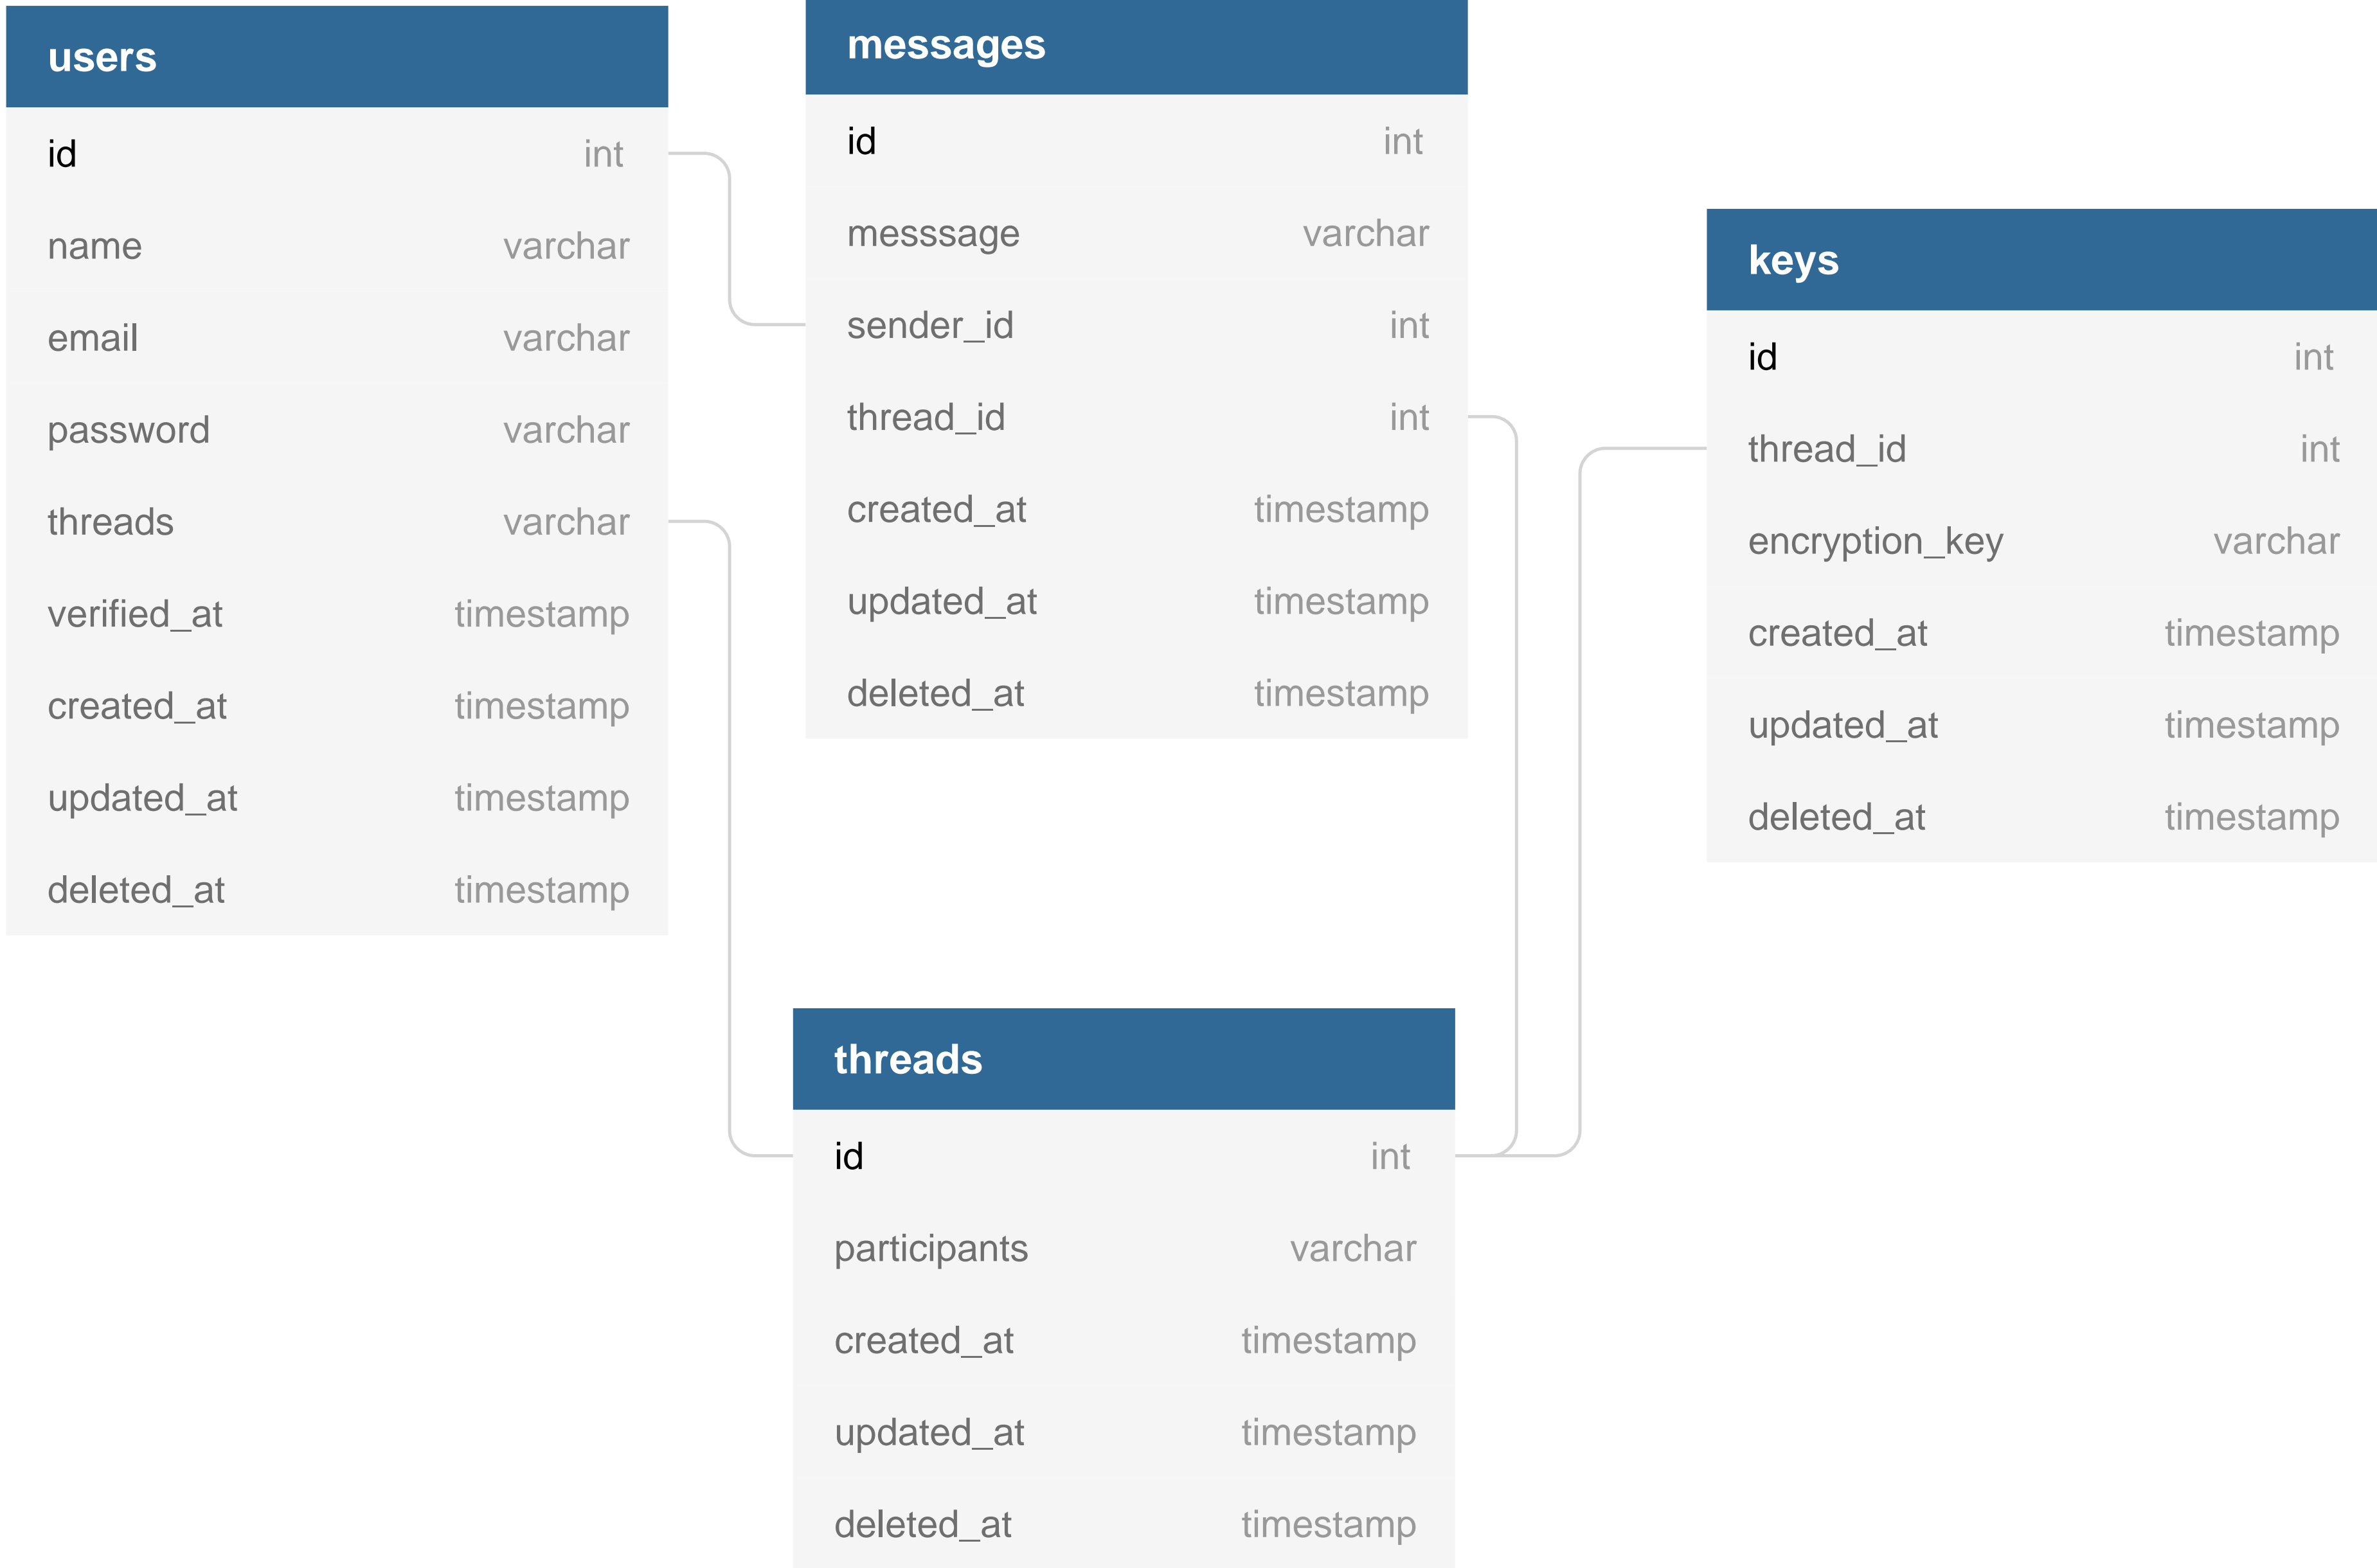 users
id int
name varchar
email varchar
password varchar
threads varchar
verified_at timestamp
created_at timestamp
updated_at timestamp
deleted_at timestamp
messages
id int
messsage varchar
sender_id int
thread_id int
created_at timestamp
updated_at timestamp
deleted_at timestamp
keys
id int
thread_id int
encryption_key varchar
created_at timestamp
updated_at timestamp
deleted_at timestamp
threads
id int
participants varchar
created_at timestamp
updated_at timestamp
deleted_at timestamp